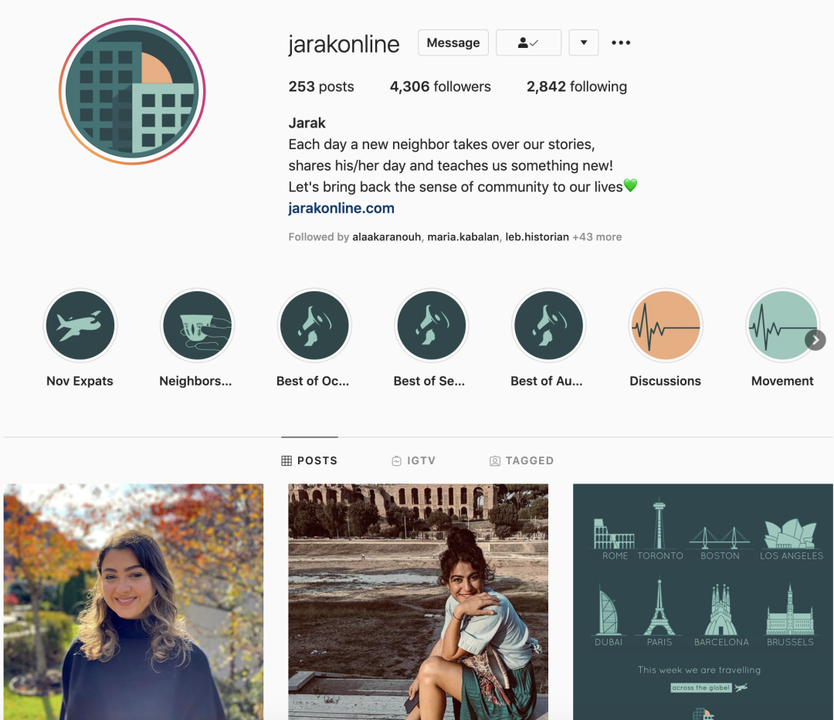 jarakonline Message
253 posts 4,306 followers 2,842 following
Jarak
Each day a new neighbor takes over our stories,
shares his/her day and teaches us something new!
Let's bring back the sense of community to our lives💚
jarakonline.com
Followed by alaakaranouh, maria.kabalan, leb.historian +43 more
Nov Expats Neighbors... Best of Oc... Best of Se... Best of Au... Discussions Movement
POSTS IGTV TAGGED
ROME TORONTO BOSTON LOS ANGELES
DUBAI PARIS BARCELONA BRUSSELS
This week we are travelling
across the globe!